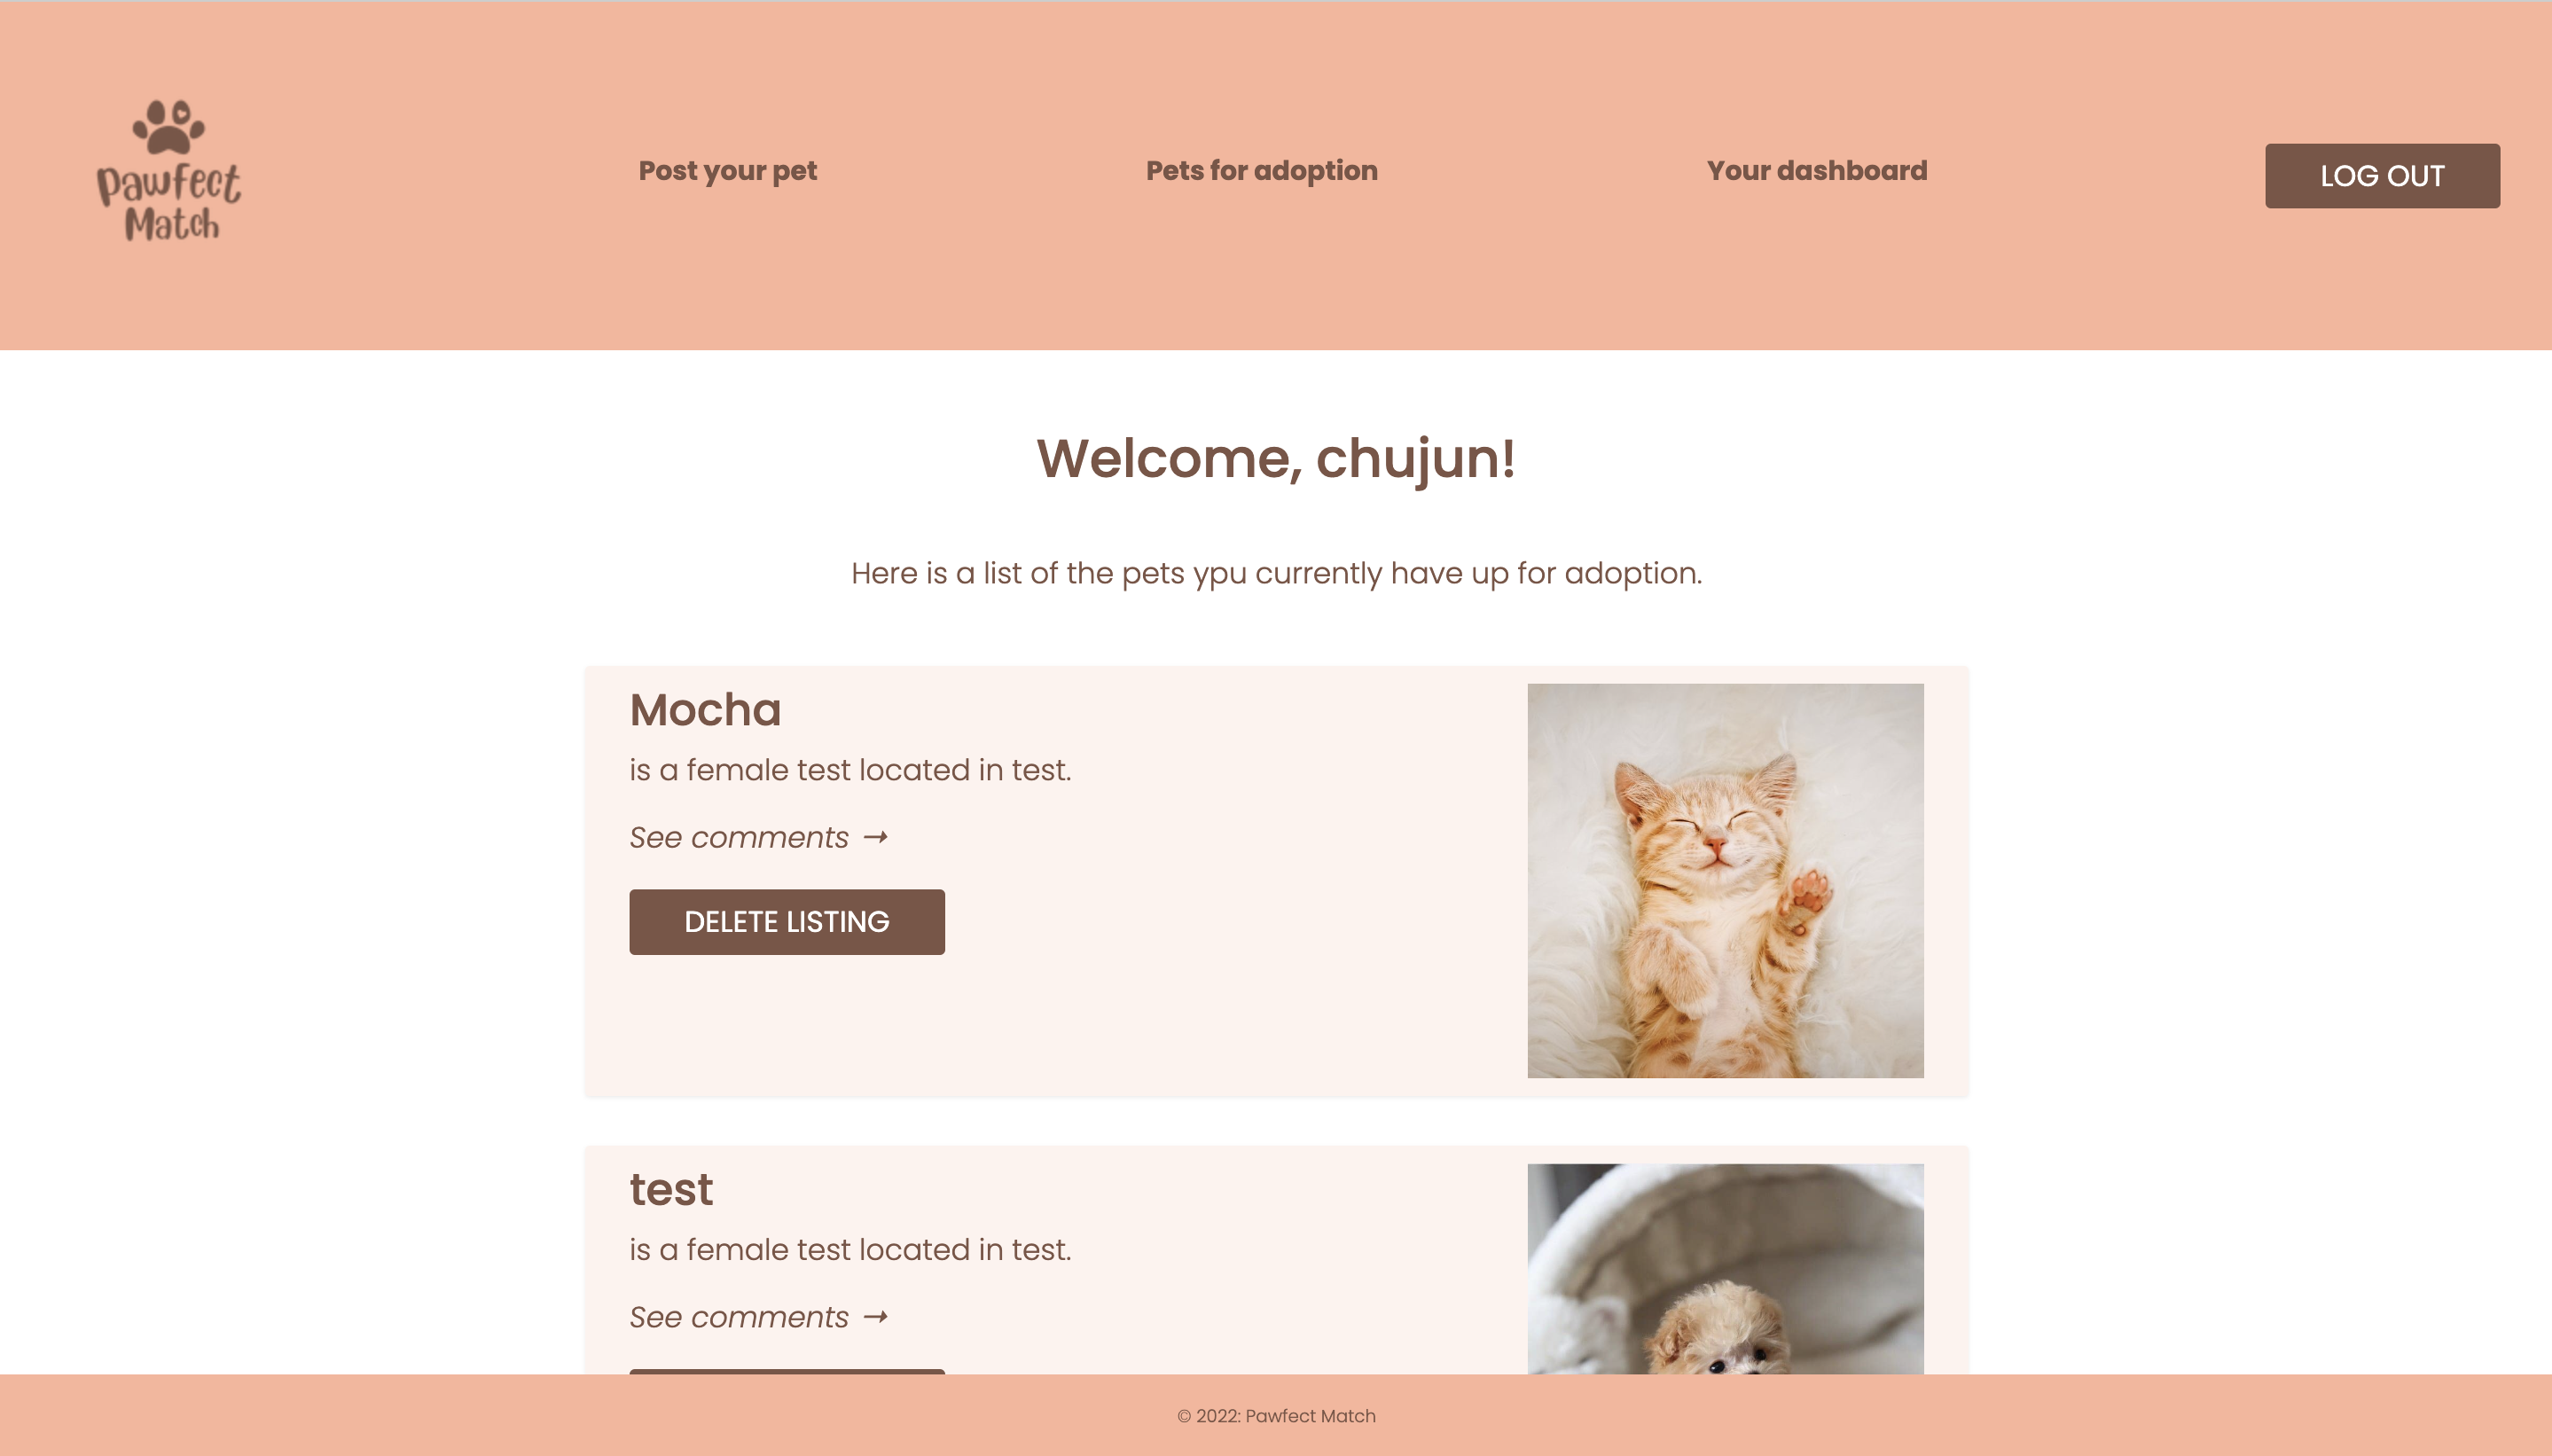 Pawfect
Match
Post your pet
Pets for adoption
Your dashboard
LOG OUT
Welcome, chujun!
Here is a list of the pets ypu currently have up for adoption.
Mocha
is a female test located in test.
See comments ➞
DELETE LISTING
test
is a female test located in test.
See comments ➞
© 2022: Pawfect Match